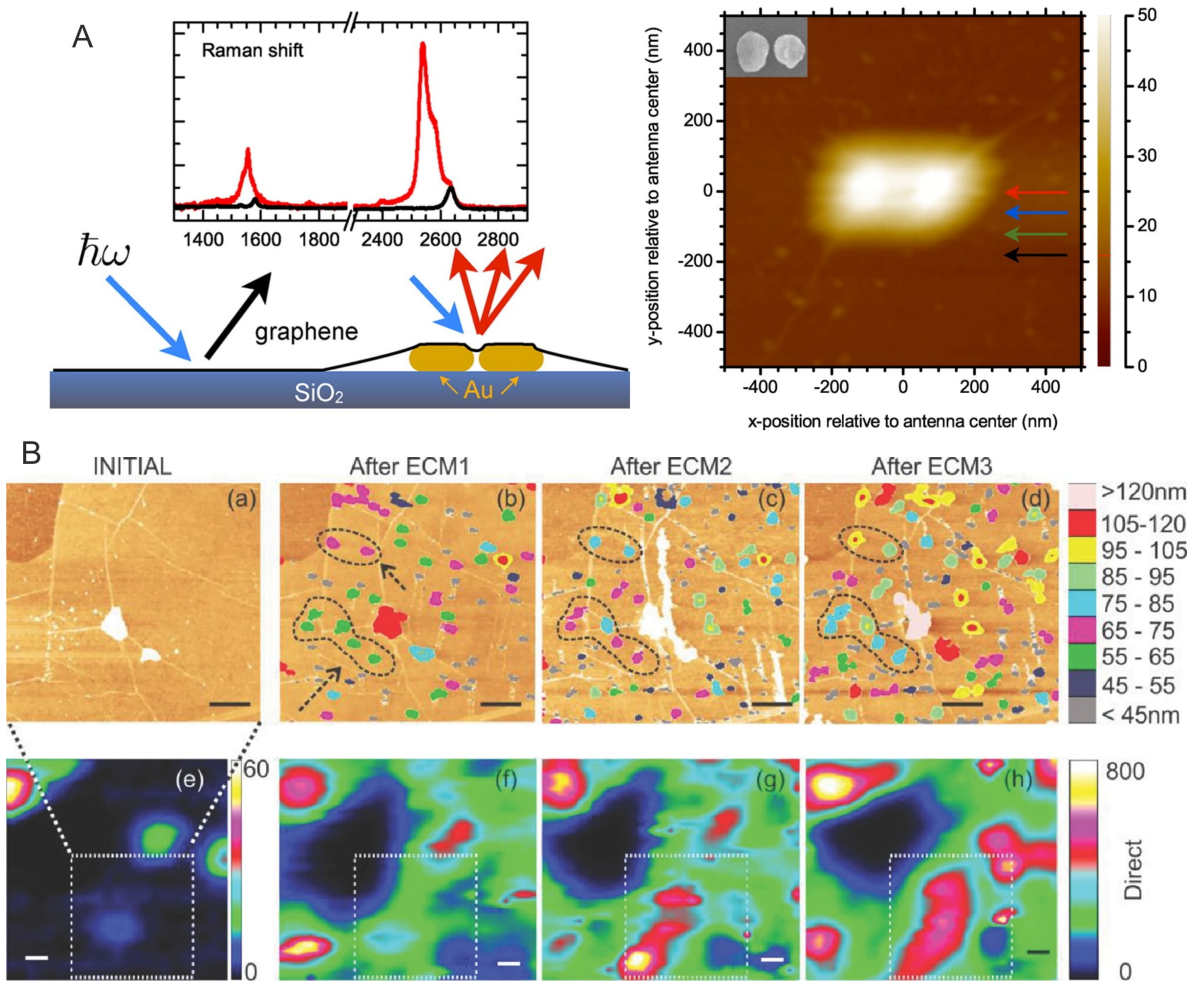 A
Raman shift
1400 1600 1800 2400 2600 2800
ħω
graphene
SiO₂
Au
y-position relative to antenna center (nm)
400
200
0
-200
-400
-400 -200 0 200 400
x-position relative to antenna center (nm)
50
40
30
20
10
0
B
INITIAL
After ECM1
After ECM2
After ECM3
(a)
(b)
(c)
(d)
>120nm
105-120
95 - 105
85 - 95
75 - 85
65 - 75
55 - 65
45 - 55
< 45nm
(e)
60
0
(f)
(g)
(h)
800
Direct
0